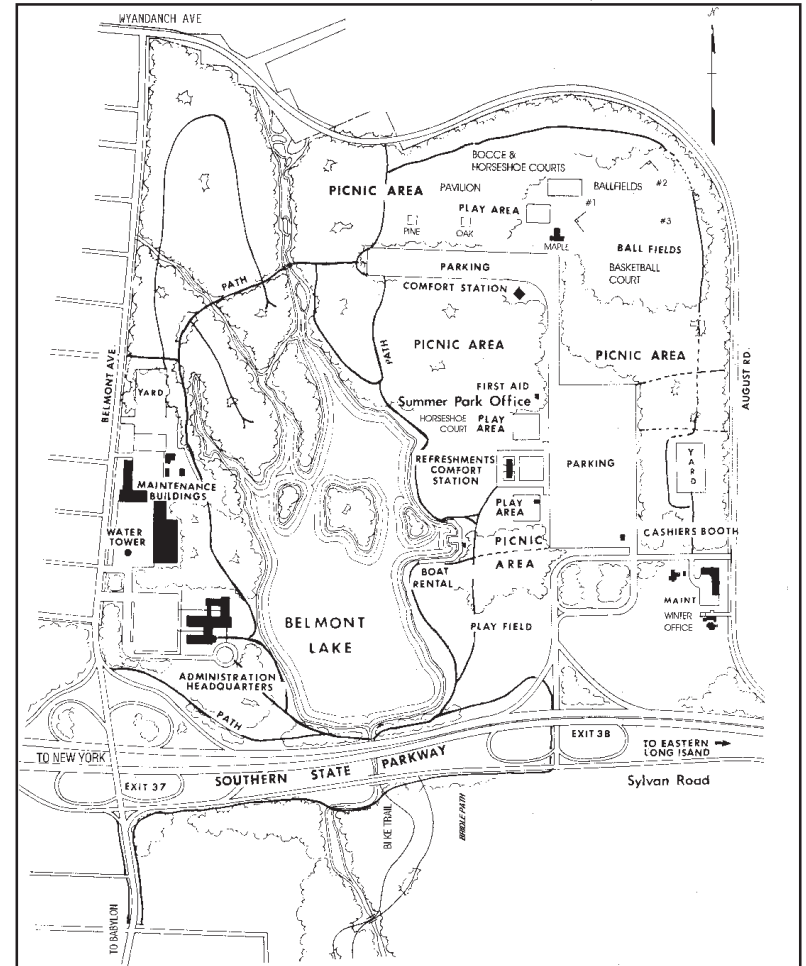 WYANDANCH AVE
N
BOCCE &
HORSESHOE COURTS
PICNIC AREA
PAVILION
BALLFIELDS
#2
PLAY AREA
#1
#3
PINE
OAK
MAPLE
BALL FIELDS
PARKING
BASKETBALL
COURT
PATH
COMFORT STATION
PICNIC AREA
PATH
PICNIC AREA
BELMONT AVE.
AUGUST RD.
YARD
FIRST AID
Summer Park Office
HORSESHOE
COURT
PLAY
AREA
REFRESHMENTS
COMFORT
STATION
PARKING
YARD
MAINTENANCE
BUILDINGS
PLAY
AREA
WATER
TOWER
PICNIC
AREA
CASHIERS BOOTH
BOAT
RENTAL
MAINT
WINTER
OFFICE
BELMONT
LAKE
PLAY FIELD
ADMINISTRATION
HEADQUARTERS
PATH
EXIT 38
TO NEW YORK
TO EASTERN
LONG ISLAND
SOUTHERN STATE PARKWAY
EXIT 37
Sylvan Road
BIKE TRAIL
BRIDLE PATH
TO BABYLON